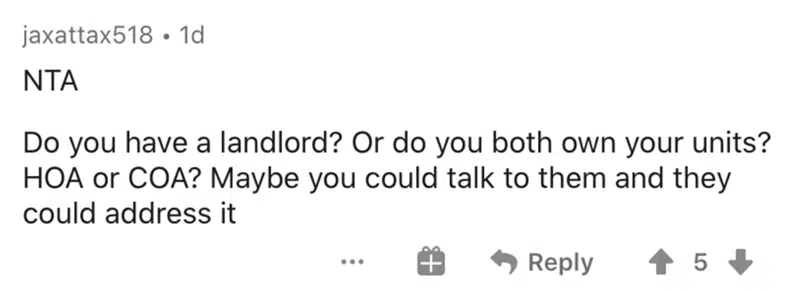 jaxattax518 • 1d
NTA
Do you have a landlord? Or do you both own your units?
HOA or COA? Maybe you could talk to them and they
could address it
... Reply 5